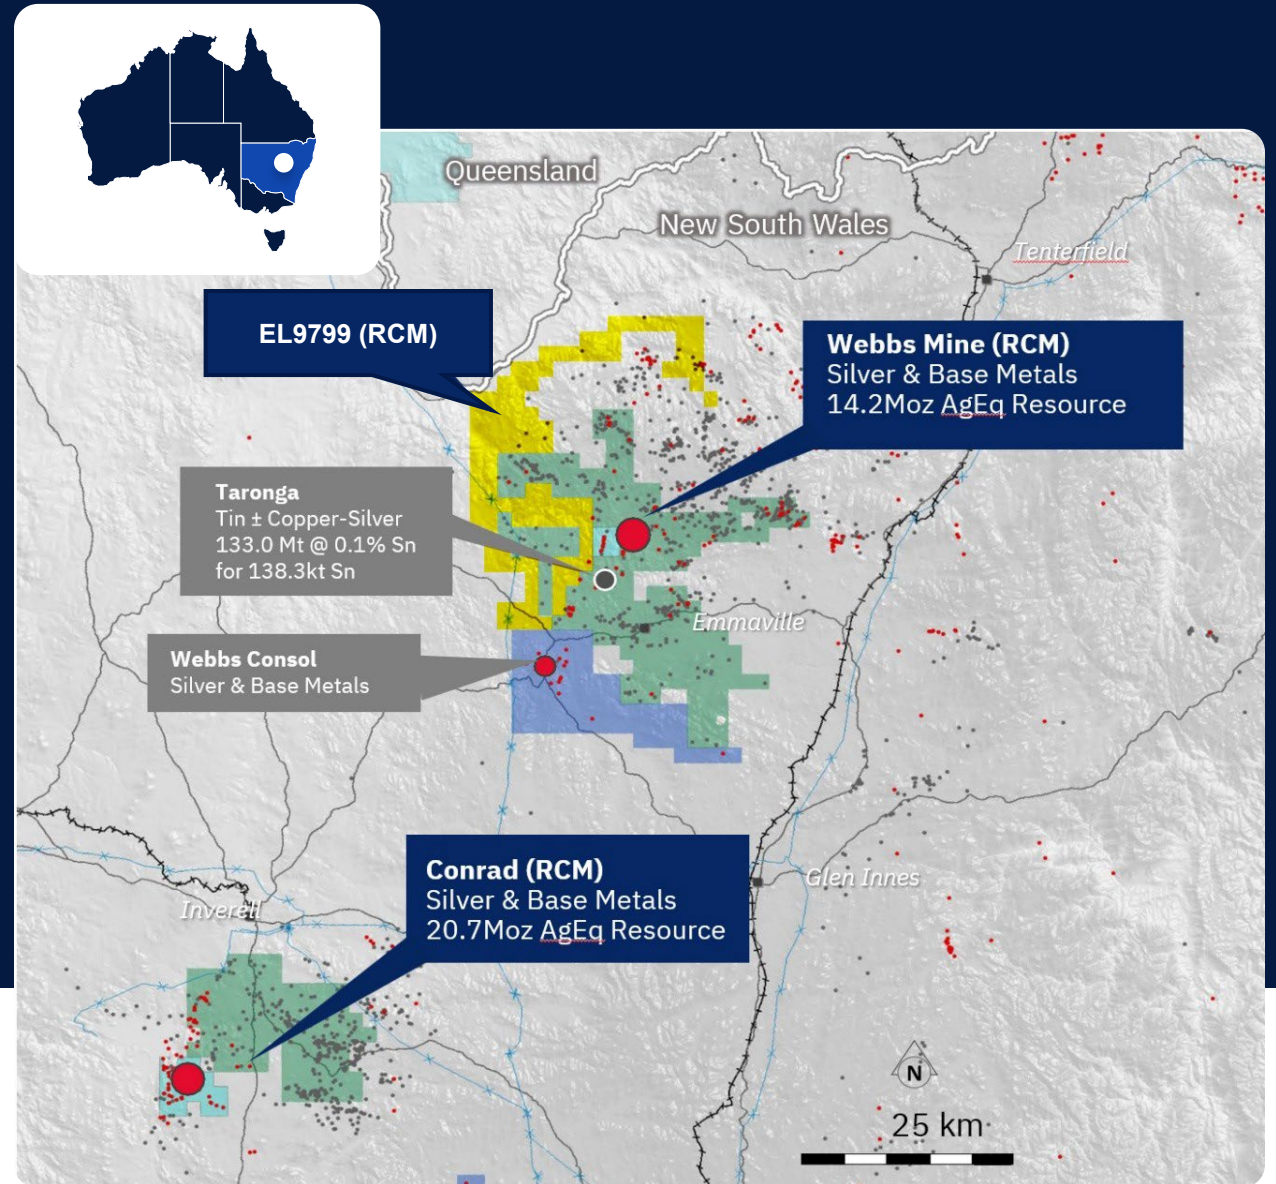 Queensland
New South Wales
Tenterfield
EL9799 (RCM)
Webbs Mine (RCM)
Silver & Base Metals
14.2Moz AgEq Resource
Taronga
Tin ± Copper-Silver
133.0 Mt @ 0.1% Sn
for 138.3kt Sn
Emmaville
Webbs Consol
Silver & Base Metals
Conrad (RCM)
Silver & Base Metals
20.7Moz AgEq Resource
Glen Innes
Inverell
N
25 km